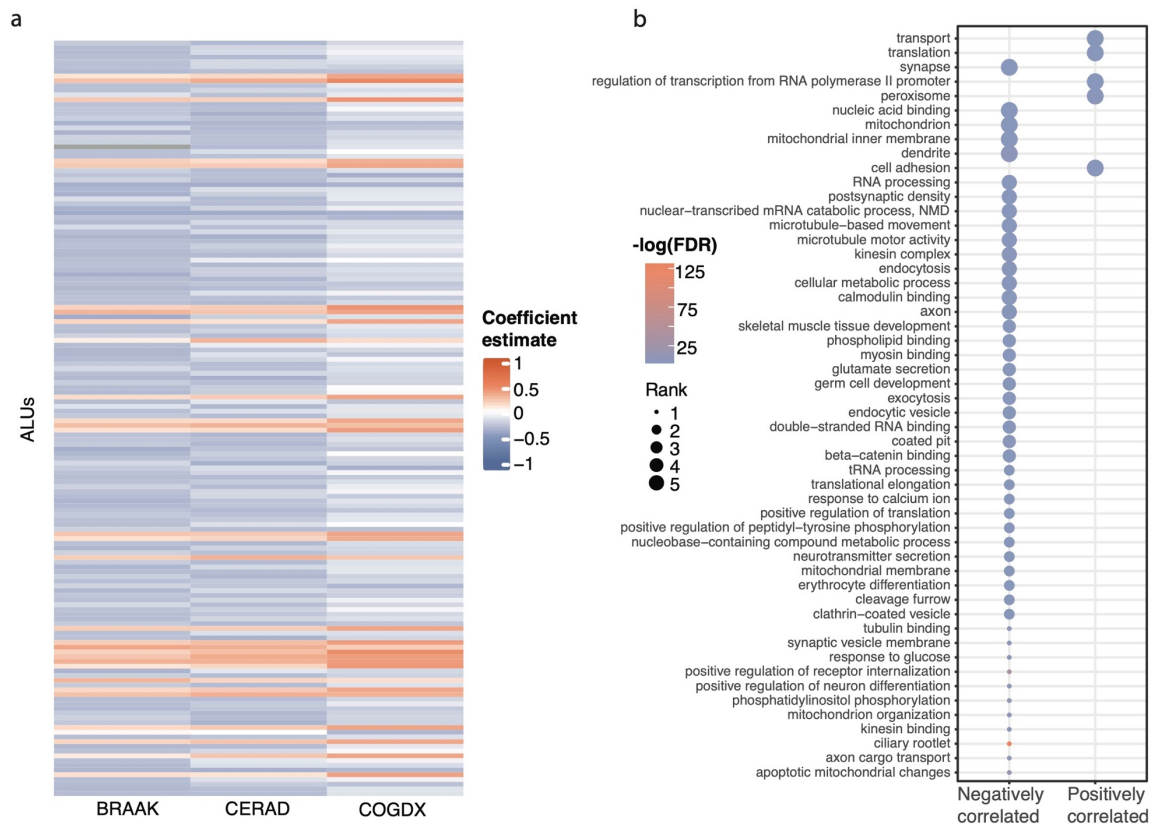 a
ALUs
BRAAK
CERAD
COGDX
Coefficient
estimate
1
0.5
0
−0.5
−1
b
transport
translation
synapse
regulation of transcription from RNA polymerase II promoter
peroxisome
nucleic acid binding
mitochondrion
mitochondrial inner membrane
dendrite
cell adhesion
RNA processing
postsynaptic density
nuclear−transcribed mRNA catabolic process, NMD
microtubule−based movement
microtubule motor activity
kinesin complex
endocytosis
cellular metabolic process
calmodulin binding
axon
skeletal muscle tissue development
phospholipid binding
myosin binding
glutamate secretion
germ cell development
exocytosis
endocytic vesicle
double−stranded RNA binding
coated pit
beta−catenin binding
tRNA processing
translational elongation
response to calcium ion
positive regulation of translation
positive regulation of peptidyl−tyrosine phosphorylation
nucleobase−containing compound metabolic process
neurotransmitter secretion
mitochondrial membrane
erythrocyte differentiation
cleavage furrow
clathrin−coated vesicle
tubulin binding
synaptic vesicle membrane
response to glucose
positive regulation of receptor internalization
positive regulation of neuron differentiation
phosphatidylinositol phosphorylation
mitochondrion organization
kinesin binding
ciliary rootlet
axon cargo transport
apoptotic mitochondrial changes
-log(FDR)
125
75
25
Rank
1
2
3
4
5
Negatively
correlated
Positively
correlated